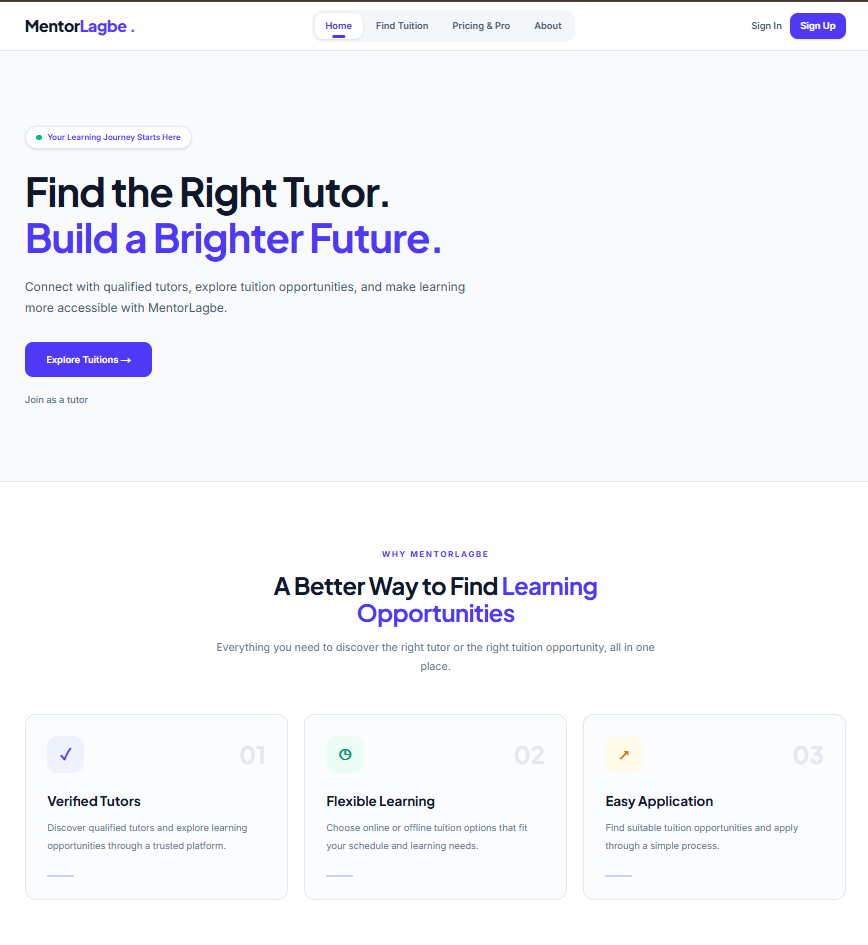 MentorLagbe .
Home
Find Tuition
Pricing & Pro
About
Sign In
Sign Up
Your Learning Journey Starts Here
Find the Right Tutor.
Build a Brighter Future.
Connect with qualified tutors, explore tuition opportunities, and make learning
more accessible with MentorLagbe.
Explore Tuitions →
Join as a tutor
WHY MENTORLAGBE
A Better Way to Find Learning
Opportunities
Everything you need to discover the right tutor or the right tuition opportunity, all in one
place.
01
Verified Tutors
Discover qualified tutors and explore learning
opportunities through a trusted platform.
02
Flexible Learning
Choose online or offline tuition options that fit
your schedule and learning needs.
03
Easy Application
Find suitable tuition opportunities and apply
through a simple process.